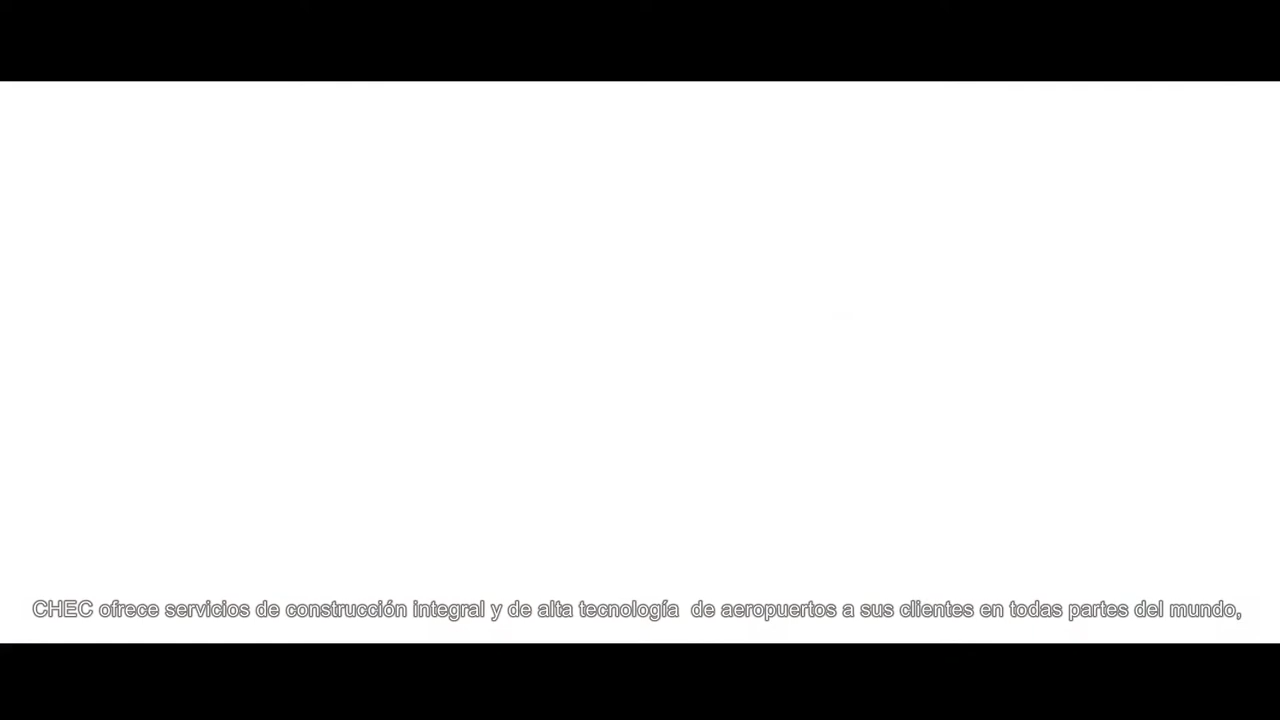 CHEC ofrece servicios de construcción integral y de alta tecnología  de aeropuertos a sus clientes en todas partes del mundo,